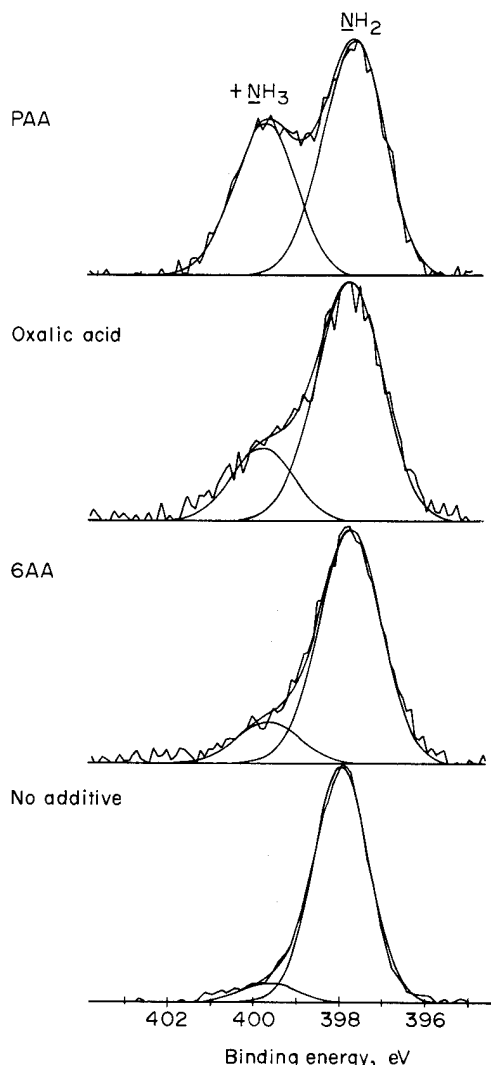 NH2
+NH3
PAA
Oxalic acid
6AA
No additive
402 400 398 396
Binding energy, eV